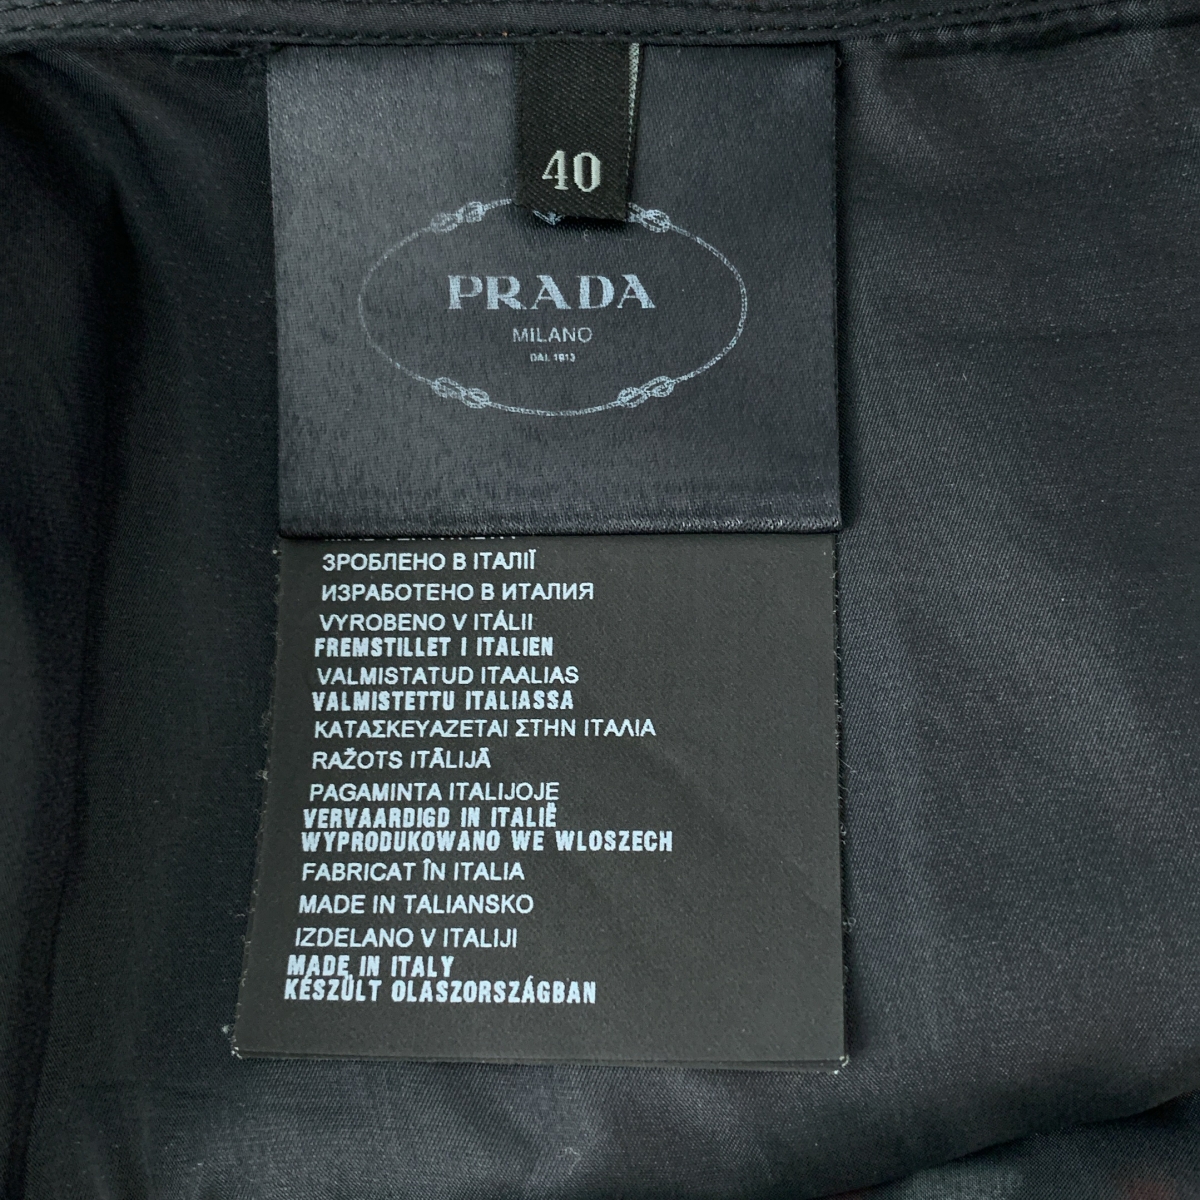 40
PRADA
MILANO
DAL 1913
ЗРОБЛЕНО В ІТАЛІЇ
ИЗРАБОТЕНО В ИТАЛИЯ
VYROBENO V ITÁLII
FREMSTILLET I ITALIEN
VALMISTATUD ITAALIAS
VALMISTETTU ITALIASSA
ΚΑΤΑΣΚΕΥΑΖΕΤΑΙ ΣΤΗΝ ΙΤΑΛΙΑ
RAŽOTS ITĀLIJĀ
PAGAMINTA ITALIJOJE
VERVAARDIGD IN ITALIË
WYPRODUKOWANO WE WLOSZECH
FABRICAT ÎN ITALIA
MADE IN TALIANSKO
IZDELANO V ITALIJI
MADE IN ITALY
KÉSZÜLT OLASZORSZÁGBAN